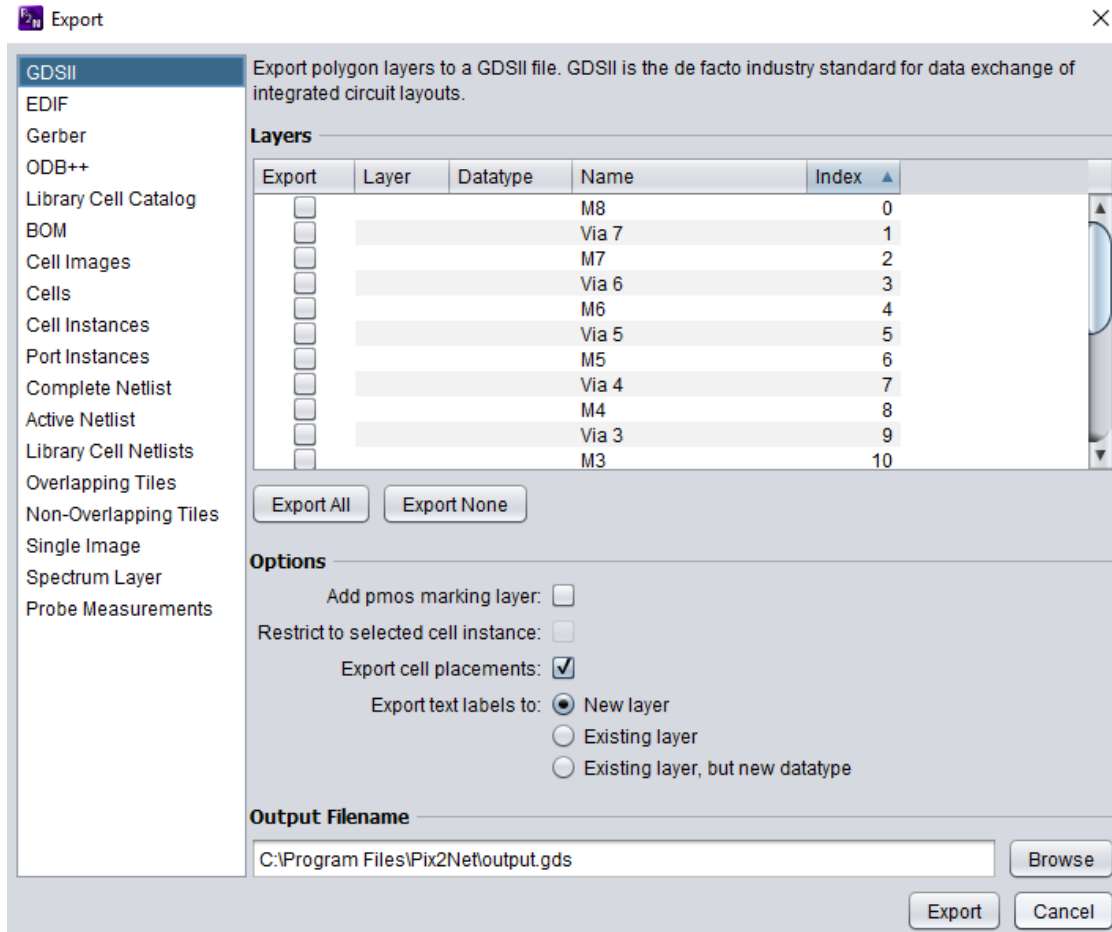 Export
GDSII
EDIF
Gerber
ODB++
Library Cell Catalog
BOM
Cell Images
Cells
Cell Instances
Port Instances
Complete Netlist
Active Netlist
Library Cell Netlists
Overlapping Tiles
Non-Overlapping Tiles
Single Image
Spectrum Layer
Probe Measurements
Export polygon layers to a GDSII file. GDSII is the de facto industry standard for data exchange of
integrated circuit layouts.
Layers
Export Layer Datatype Name Index
M8 0
Via 7 1
M7 2
Via 6 3
M6 4
Via 5 5
M5 6
Via 4 7
M4 8
Via 3 9
M3 10
Export All Export None
Options
Add pmos marking layer:
Restrict to selected cell instance:
Export cell placements:
Export text labels to: New layer
Existing layer
Existing layer, but new datatype
Output Filename
C:\Program Files\Pix2Net\output.gds Browse
Export Cancel